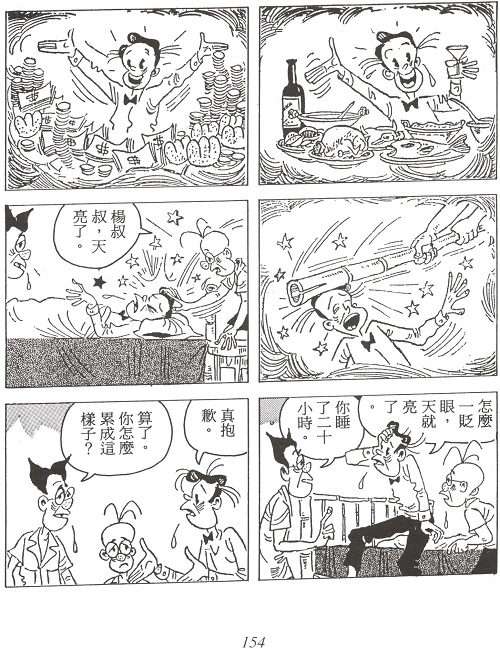 楊叔
叔，天
亮了。
怎麼
一眨
眼，
天就
亮
了。
你睡
了二十
小時。
真抱
歉。
算了。
你怎麼
累成這
樣子？
154